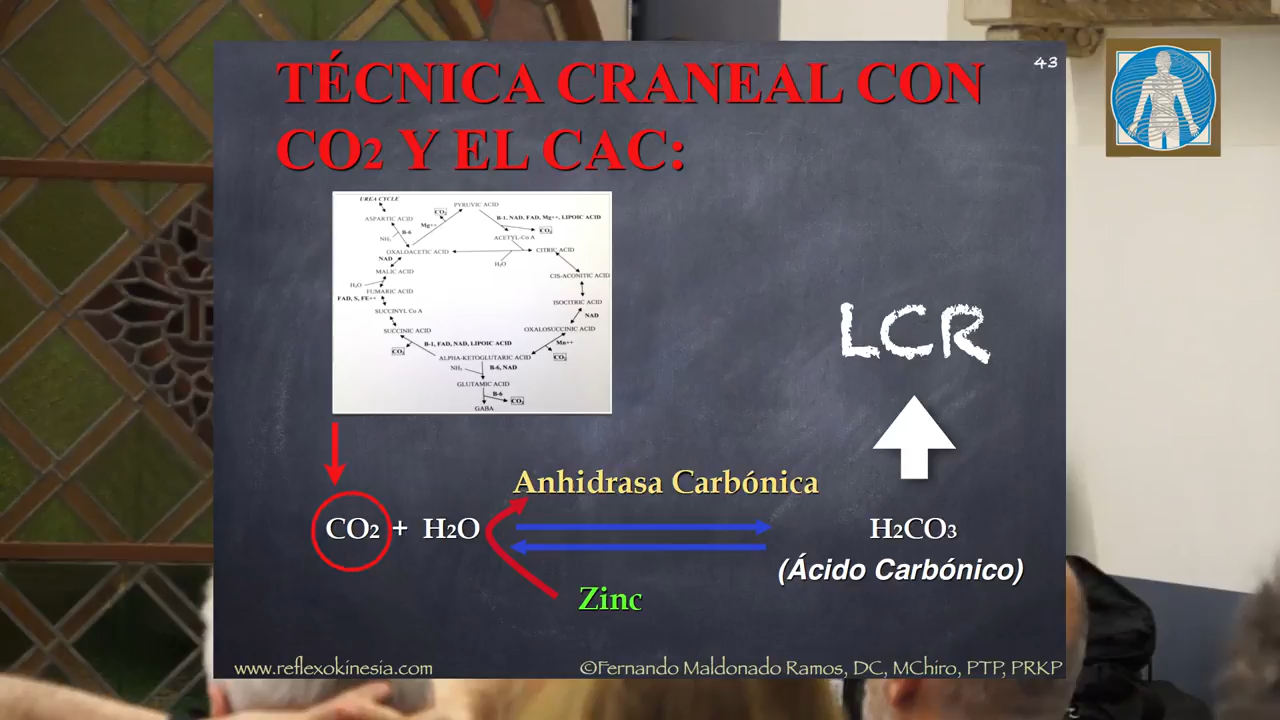 43
TÉCNICA CRANEAL CON
CO2 Y EL CAC:
UREA CYCLE
PYRUVIC ACID
CO2
ASPARTIC ACID
B-1, NAD, FAD, Mg++, LIPOIC ACID
Mg++
B-6
CO2
NH3
ACETYL-Co A
OXALOACETIC ACID
CITRIC ACID
NAD
H2O
MALIC ACID
CIS-ACONITIC ACID
H2O
FUMARIC ACID
FAD, S, FE++
ISOCITRIC ACID
SUCCINYL Co A
NAD
SUCCINIC ACID
OXALOSUCCINIC ACID
B-1, FAD, NAD, LIPOIC ACID
Mn++
CO2
ALPHA-KETOGLUTARIC ACID
CO2
NH3
B-6, NAD
GLUTAMIC ACID
B-6
CO2
GABA
LCR
Anhidrasa Carbónica
CO2 + H2O
H2CO3
(Ácido Carbónico)
Zinc
www.reflexokinesia.com
©Fernando Maldonado Ramos, DC, MChiro, PTP, PRKP